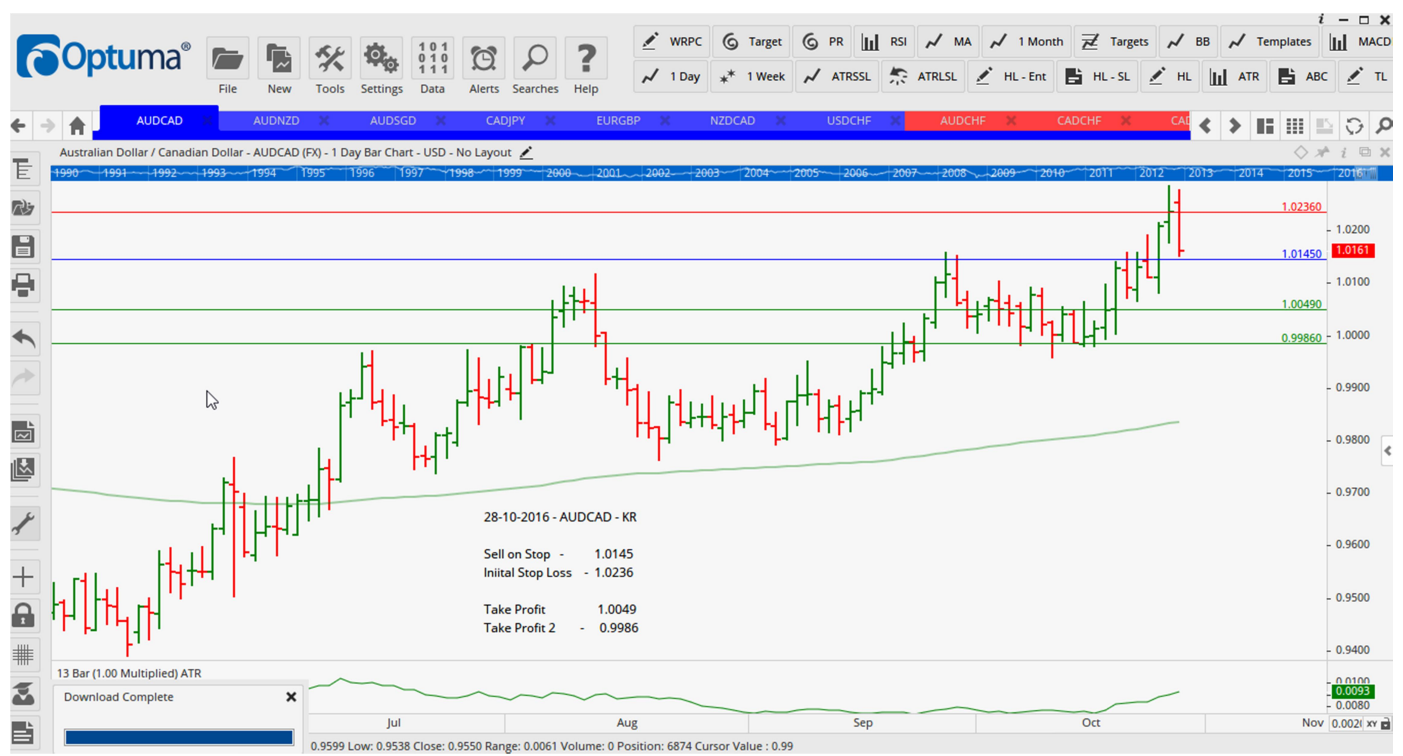 Optuma®
File New Tools Settings Data Alerts Searches Help
WRPC Target PR RSI MA 1 Month Targets BB Templates MACD
1 Day 1 Week ATRSSL ATRLSL HL - Ent HL - SL HL ATR ABC TL
AUDCAD AUDNZD AUDSGD CADJPY EURGBP NZDCAD USDCHF AUDCHF CADCHF
Australian Dollar / Canadian Dollar - AUDCAD (FX) - 1 Day Bar Chart - USD - No Layout
1990 1991 1992 1993 1994 1995 1996 1997 1998 1999 2000 2001 2002 2003 2004 2005 2006 2007 2008 2009 2010 2011 2012 2013 2014 2015 2016
1.02360
1.0200
1.0161
1.01450
1.0100
1.00490
1.0000
0.99860
0.9900
0.9800
0.9700
28-10-2016 - AUDCAD - KR
0.9600
Sell on Stop - 1.0145
Iniital Stop Loss - 1.0236
0.9500
Take Profit 1.0049
Take Profit 2 - 0.9986
0.9400
13 Bar (1.00 Multiplied) ATR
0.0100
0.0093
0.0080
Download Complete
Jul Aug Sep Oct Nov
XY
0.9599 Low: 0.9538 Close: 0.9550 Range: 0.0061 Volume: 0 Position: 6874 Cursor Value : 0.99